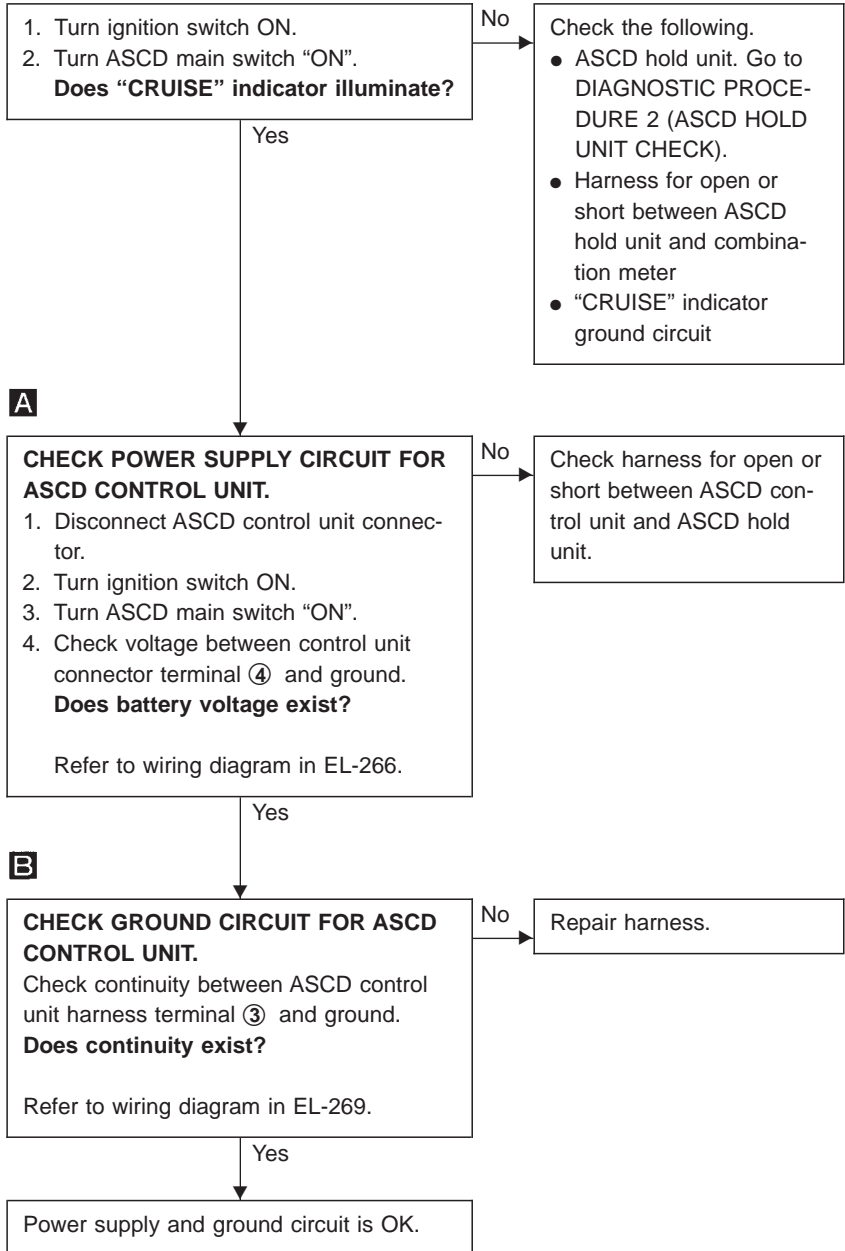 1. Turn ignition switch ON.
2. Turn ASCD main switch “ON”.
Does “CRUISE” indicator illuminate?
No
Check the following.
● ASCD hold unit. Go to
DIAGNOSTIC PROCE-
DURE 2 (ASCD HOLD
UNIT CHECK).
● Harness for open or
short between ASCD
hold unit and combina-
tion meter
● “CRUISE” indicator
ground circuit
Yes
A
CHECK POWER SUPPLY CIRCUIT FOR
ASCD CONTROL UNIT.
1. Disconnect ASCD control unit connec-
tor.
2. Turn ignition switch ON.
3. Turn ASCD main switch “ON”.
4. Check voltage between control unit
connector terminal ④ and ground.
Does battery voltage exist?
Refer to wiring diagram in EL-266.
No
Check harness for open or
short between ASCD con-
trol unit and ASCD hold
unit.
Yes
B
CHECK GROUND CIRCUIT FOR ASCD
CONTROL UNIT.
Check continuity between ASCD control
unit harness terminal ③ and ground.
Does continuity exist?
Refer to wiring diagram in EL-269.
No
Repair harness.
Yes
Power supply and ground circuit is OK.